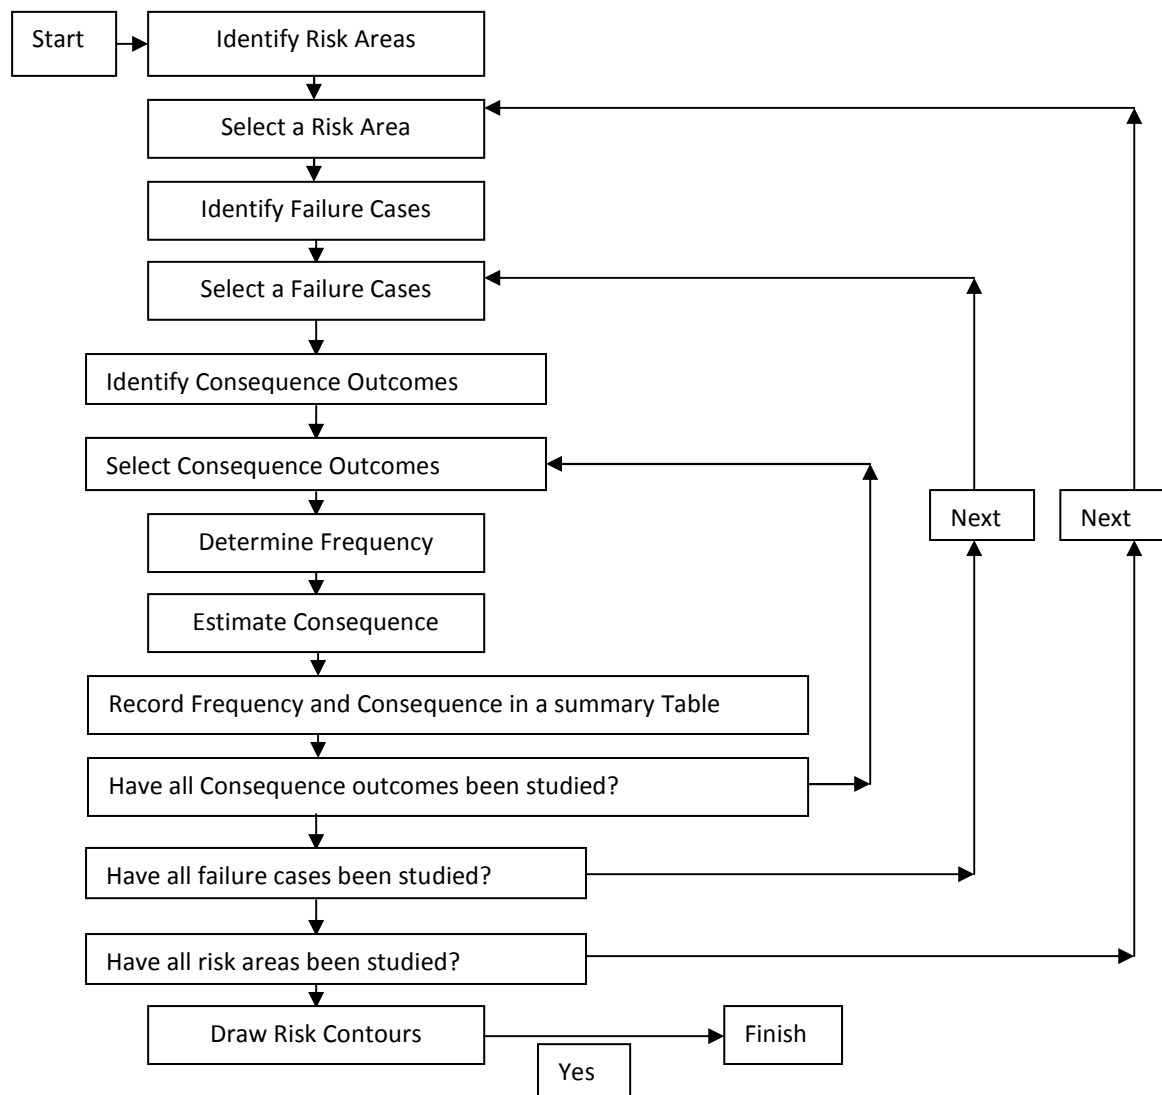 Start
Identify Risk Areas
Select a Risk Area
Identify Failure Cases
Select a Failure Cases
Identify Consequence Outcomes
Select Consequence Outcomes
Next
Next
Determine Frequency
Estimate Consequence
Record Frequency and Consequence in a summary Table
Have all Consequence outcomes been studied?
Have all failure cases been studied?
Have all risk areas been studied?
Draw Risk Contours
Finish
Yes